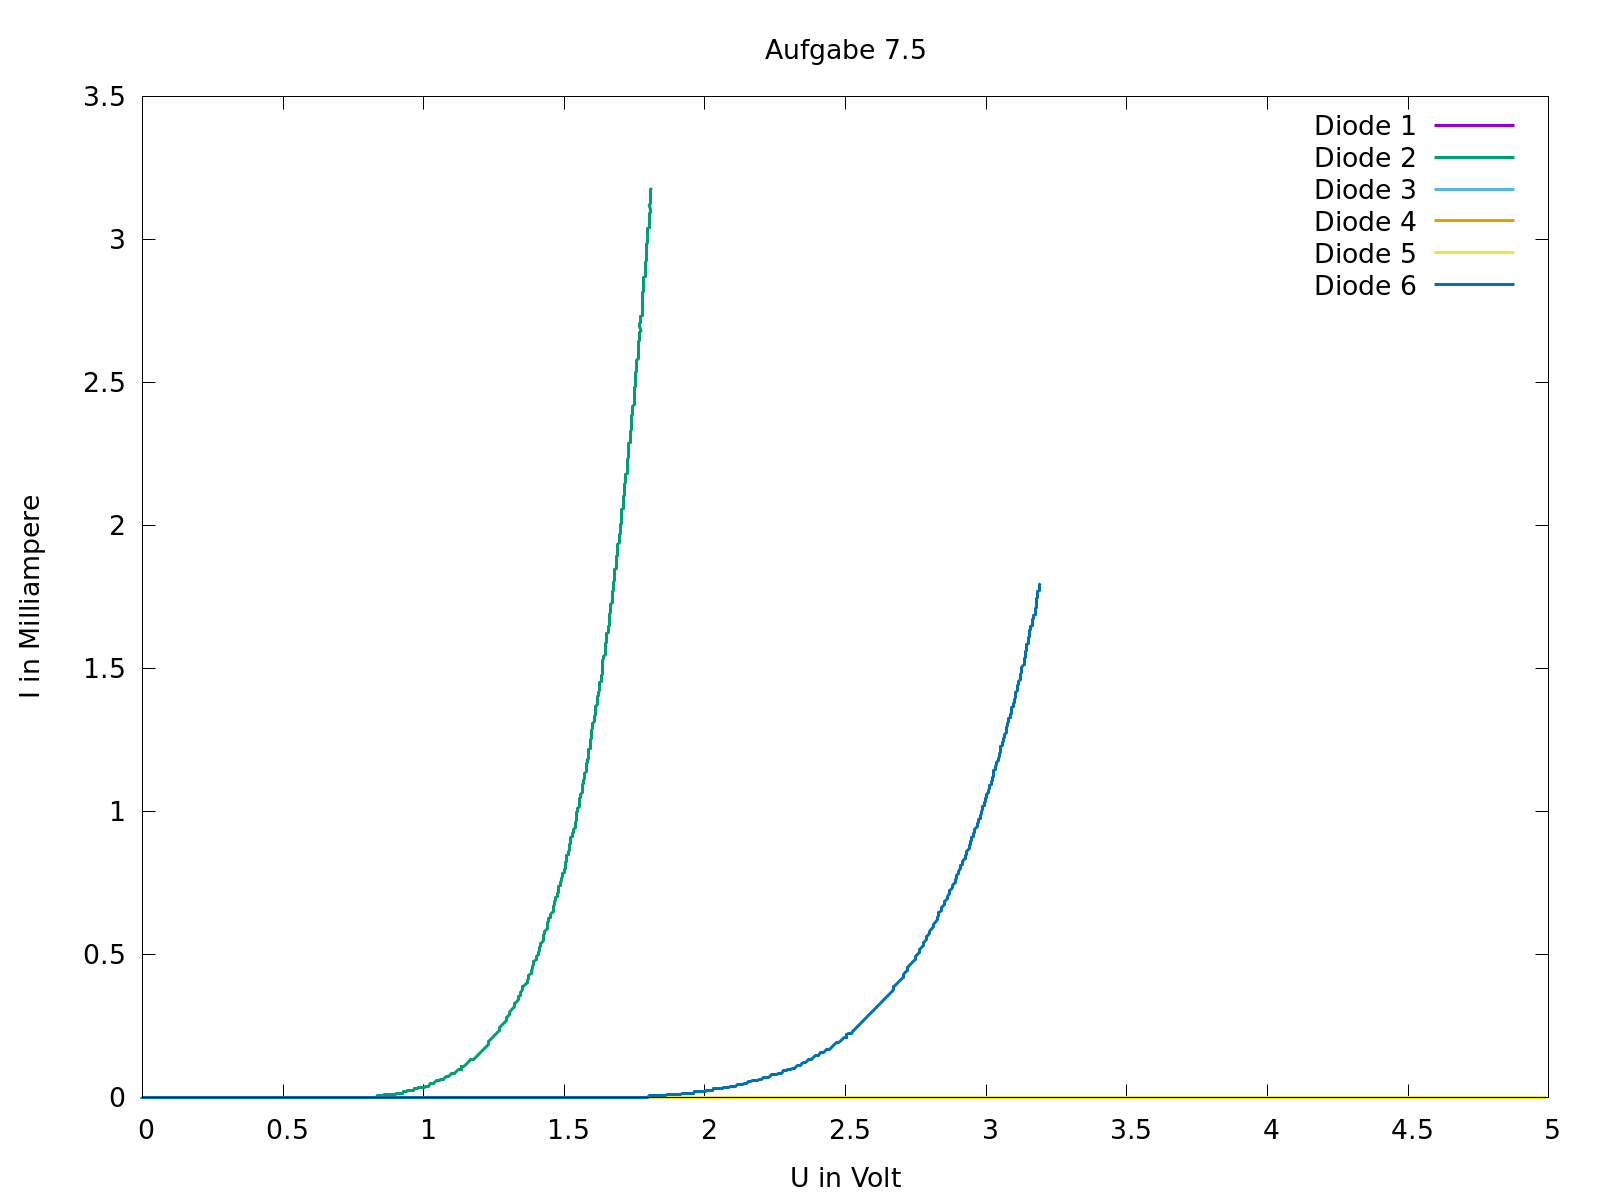 Aufgabe 7.5
3.5
3
2.5
2
1.5
1
0.5
0
I in Milliampere
Diode 1
Diode 2
Diode 3
Diode 4
Diode 5
Diode 6
0 0.5 1 1.5 2 2.5 3 3.5 4 4.5 5
U in Volt